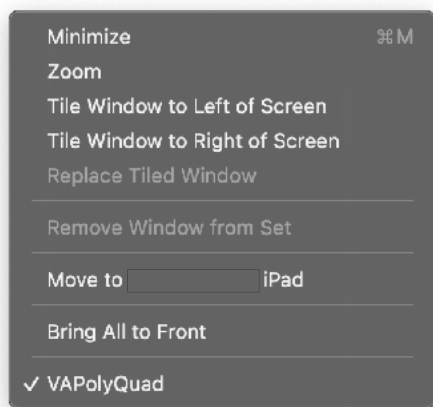 Minimize ⌘M
Zoom
Tile Window to Left of Screen
Tile Window to Right of Screen
Replace Tiled Window
Remove Window from Set
Move to iPad
Bring All to Front
✓ VAPolyQuad